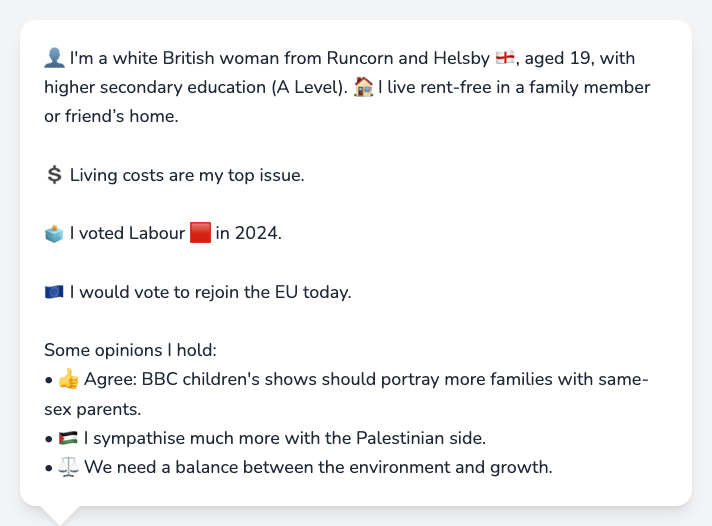 👤 I'm a white British woman from Runcorn and Helsby 🏴󠁧󠁢󠁥󠁮󠁧󠁿, aged 19, with
higher secondary education (A Level). 🏠 I live rent-free in a family member
or friend’s home.
💲 Living costs are my top issue.
🗳️ I voted Labour 🟥 in 2024.
🇪🇺 I would vote to rejoin the EU today.
Some opinions I hold:
• 👍 Agree: BBC children's shows should portray more families with same-
sex parents.
• 🇵🇸 I sympathise much more with the Palestinian side.
• ⚖️ We need a balance between the environment and growth.